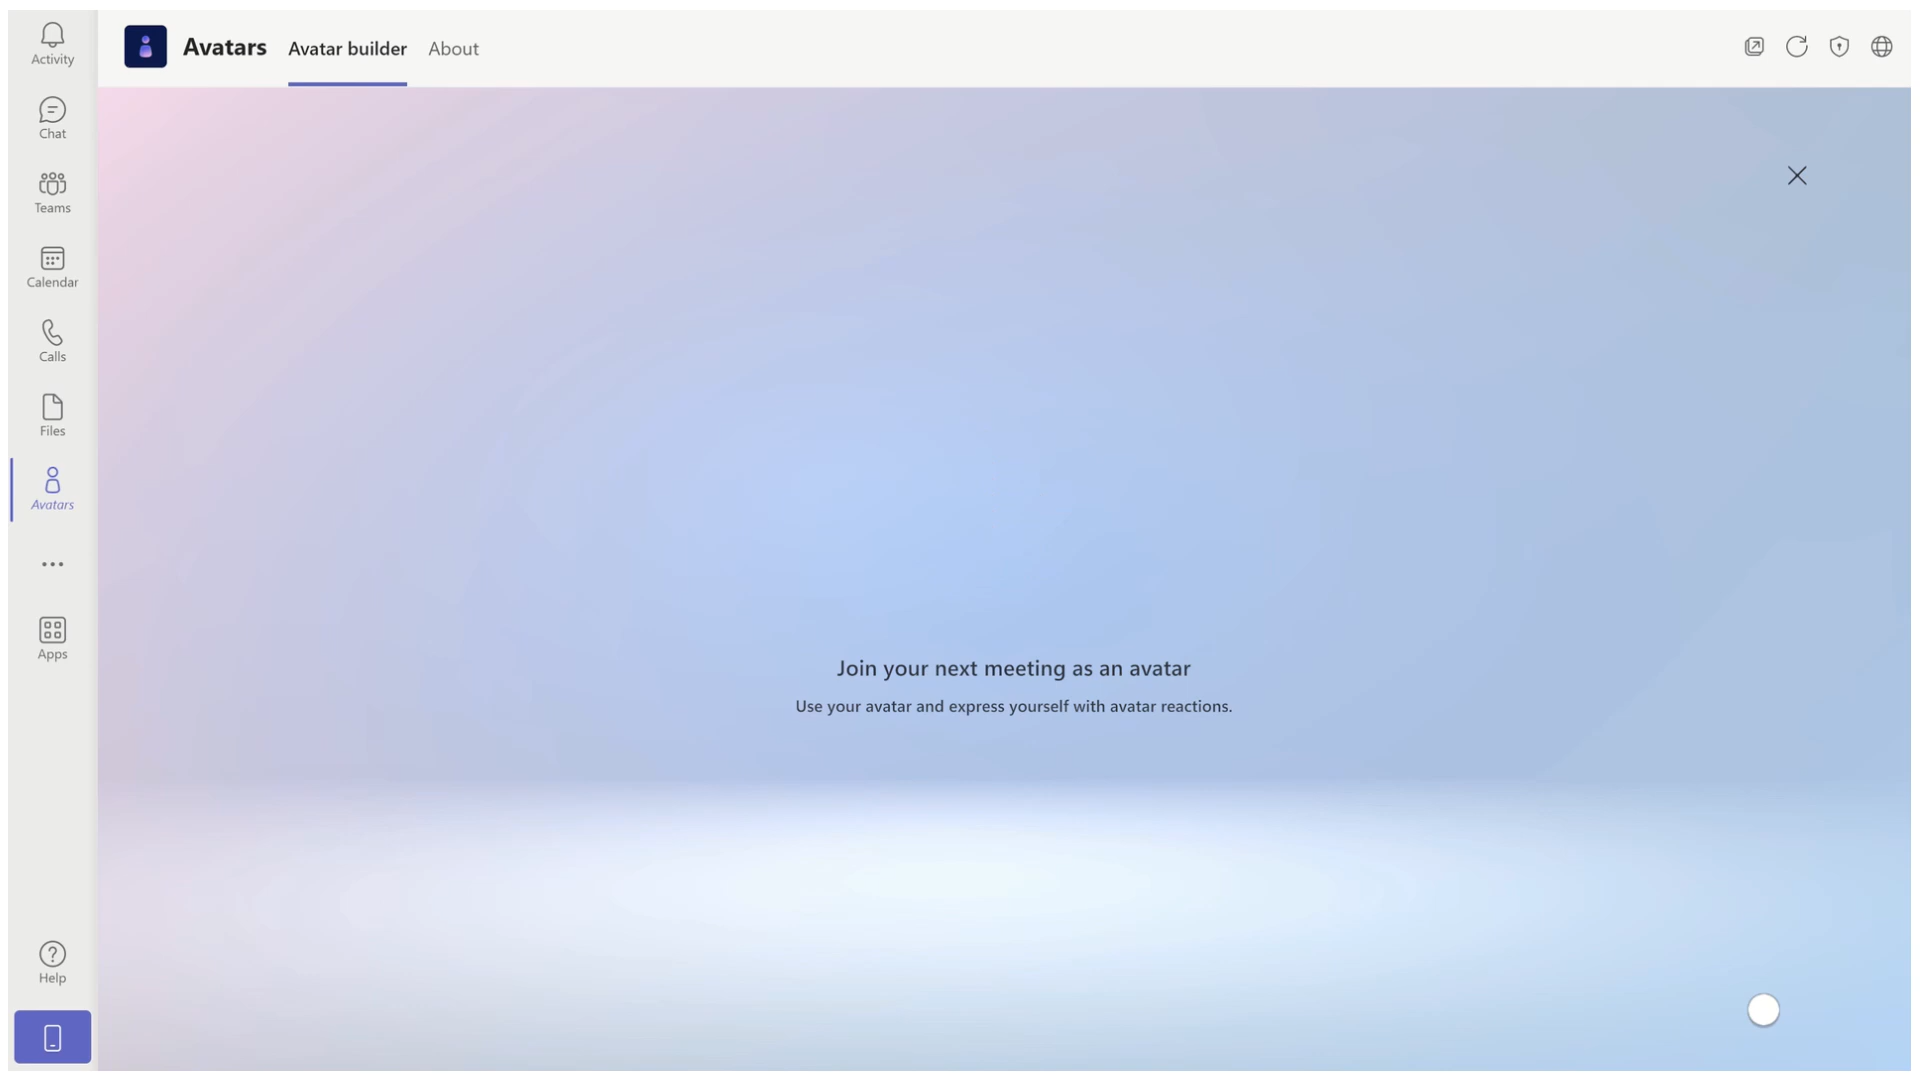 Activity
Chat
Teams
Calendar
Calls
Files
Avatars
Apps
Help
Avatars
Avatar builder
About
Join your next meeting as an avatar
Use your avatar and express yourself with avatar reactions.